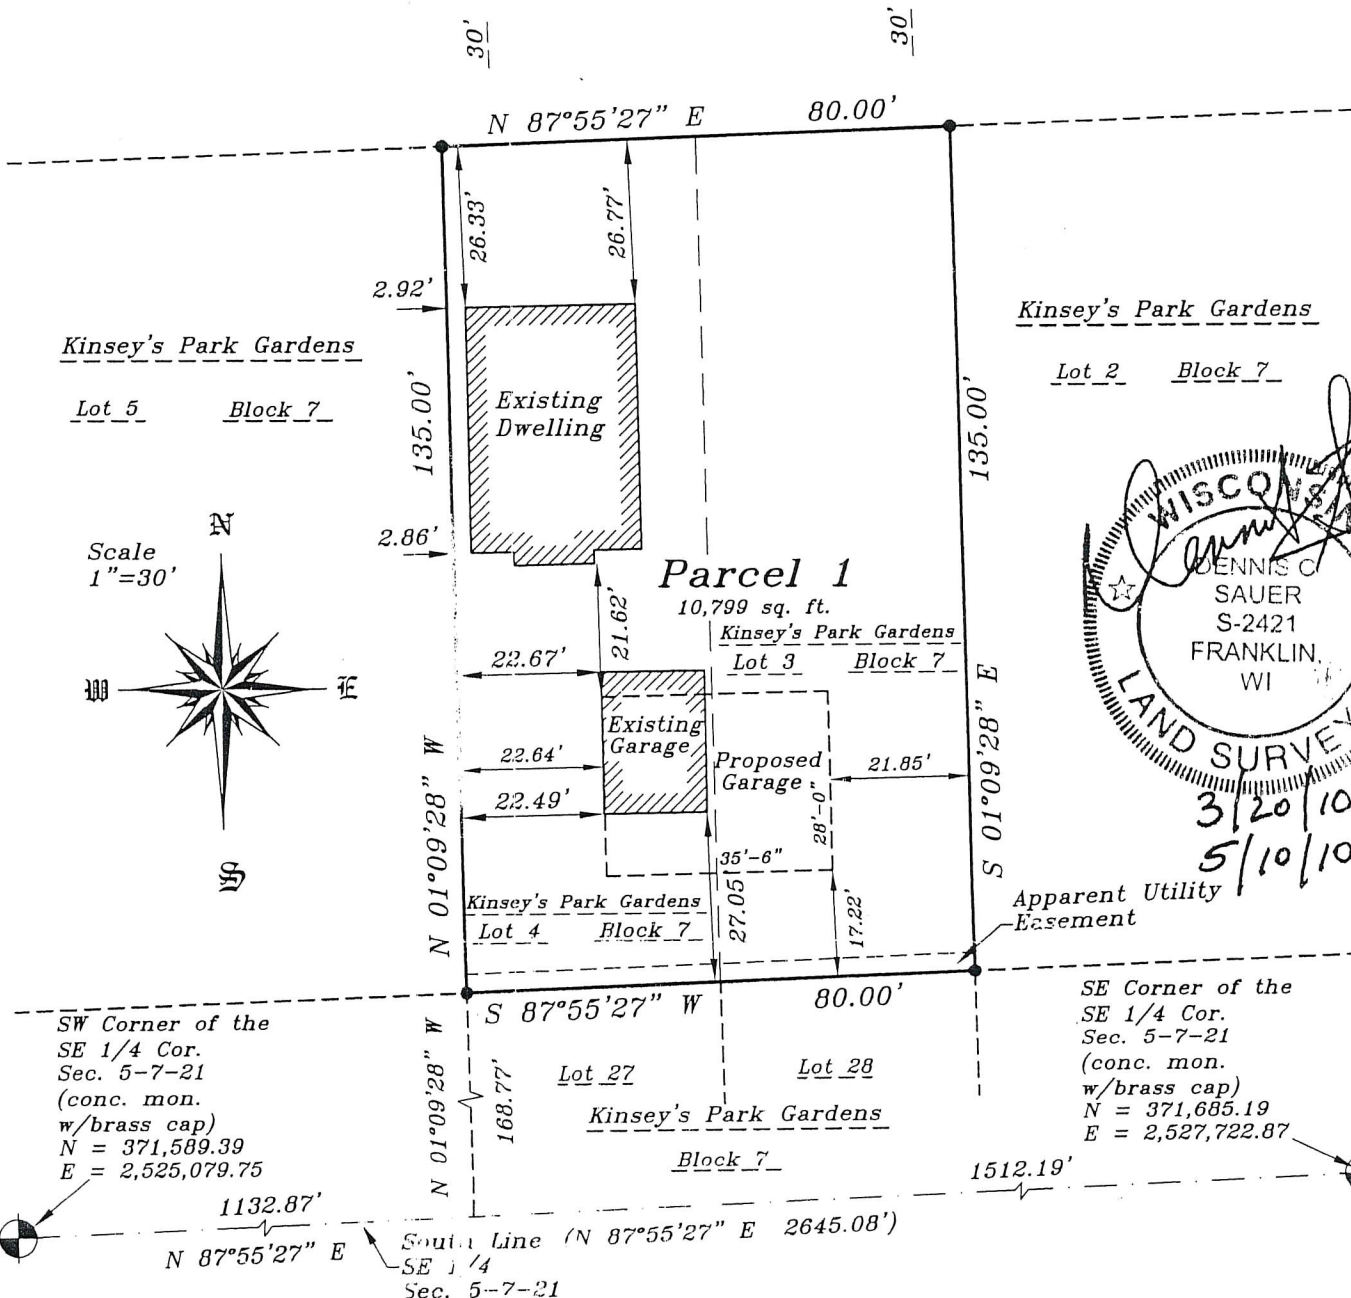 30'
30'
N 87°55'27" E 80.00'
26.33'
26.77'
2.92'
Kinsey's Park Gardens
Lot 5 Block 7
Existing
Dwelling
135.00'
135.00'
Kinsey's Park Gardens
Lot 2 Block 7
2.86'
N
Scale
1"=30'
W
E
S
Parcel 1
10,799 sq. ft.
Kinsey's Park Gardens
Lot 3 Block 7
21.62'
22.67'
Existing
Garage
22.64'
22.49'
Proposed
Garage
28'-0"
21.85'
35'-6"
27.05'
17.22'
N 01°09'28" W
S 01°09'28" E
Kinsey's Park Gardens
Lot 4 Block 7
Apparent Utility
Easement
WISCONSIN
DENNIS C
SAUER
S-2421
FRANKLIN,
WI
LAND SURVEY
3/20/10
5/10/10
S 87°55'27" W 80.00'
SW Corner of the
SE 1/4 Cor.
Sec. 5-7-21
(conc. mon.
w/brass cap)
N = 371,589.39
E = 2,525,079.75
N 01°09'28" W
168.77'
Lot 27 Lot 28
Kinsey's Park Gardens
Block 7
SE Corner of the
SE 1/4 Cor.
Sec. 5-7-21
(conc. mon.
w/brass cap)
N = 371,685.19
E = 2,527,722.87
1132.87'
1512.19'
N 87°55'27" E
South Line (N 87°55'27" E 2645.08')
SE 1/4
Sec. 5-7-21